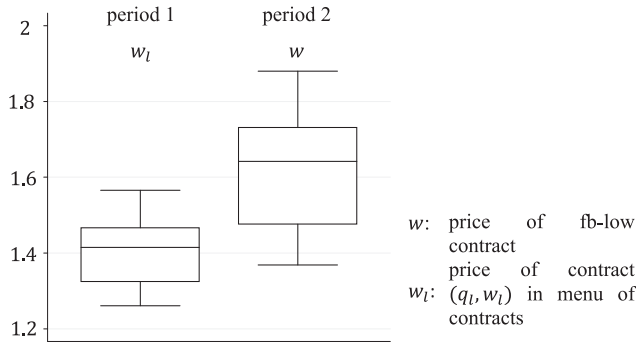 2
period 1
period 2
w_l
w
1.8
1.6
1.4
1.2
w: price of fb-low
contract
price of contract
w_l: (q_l, w_l) in menu of
contracts